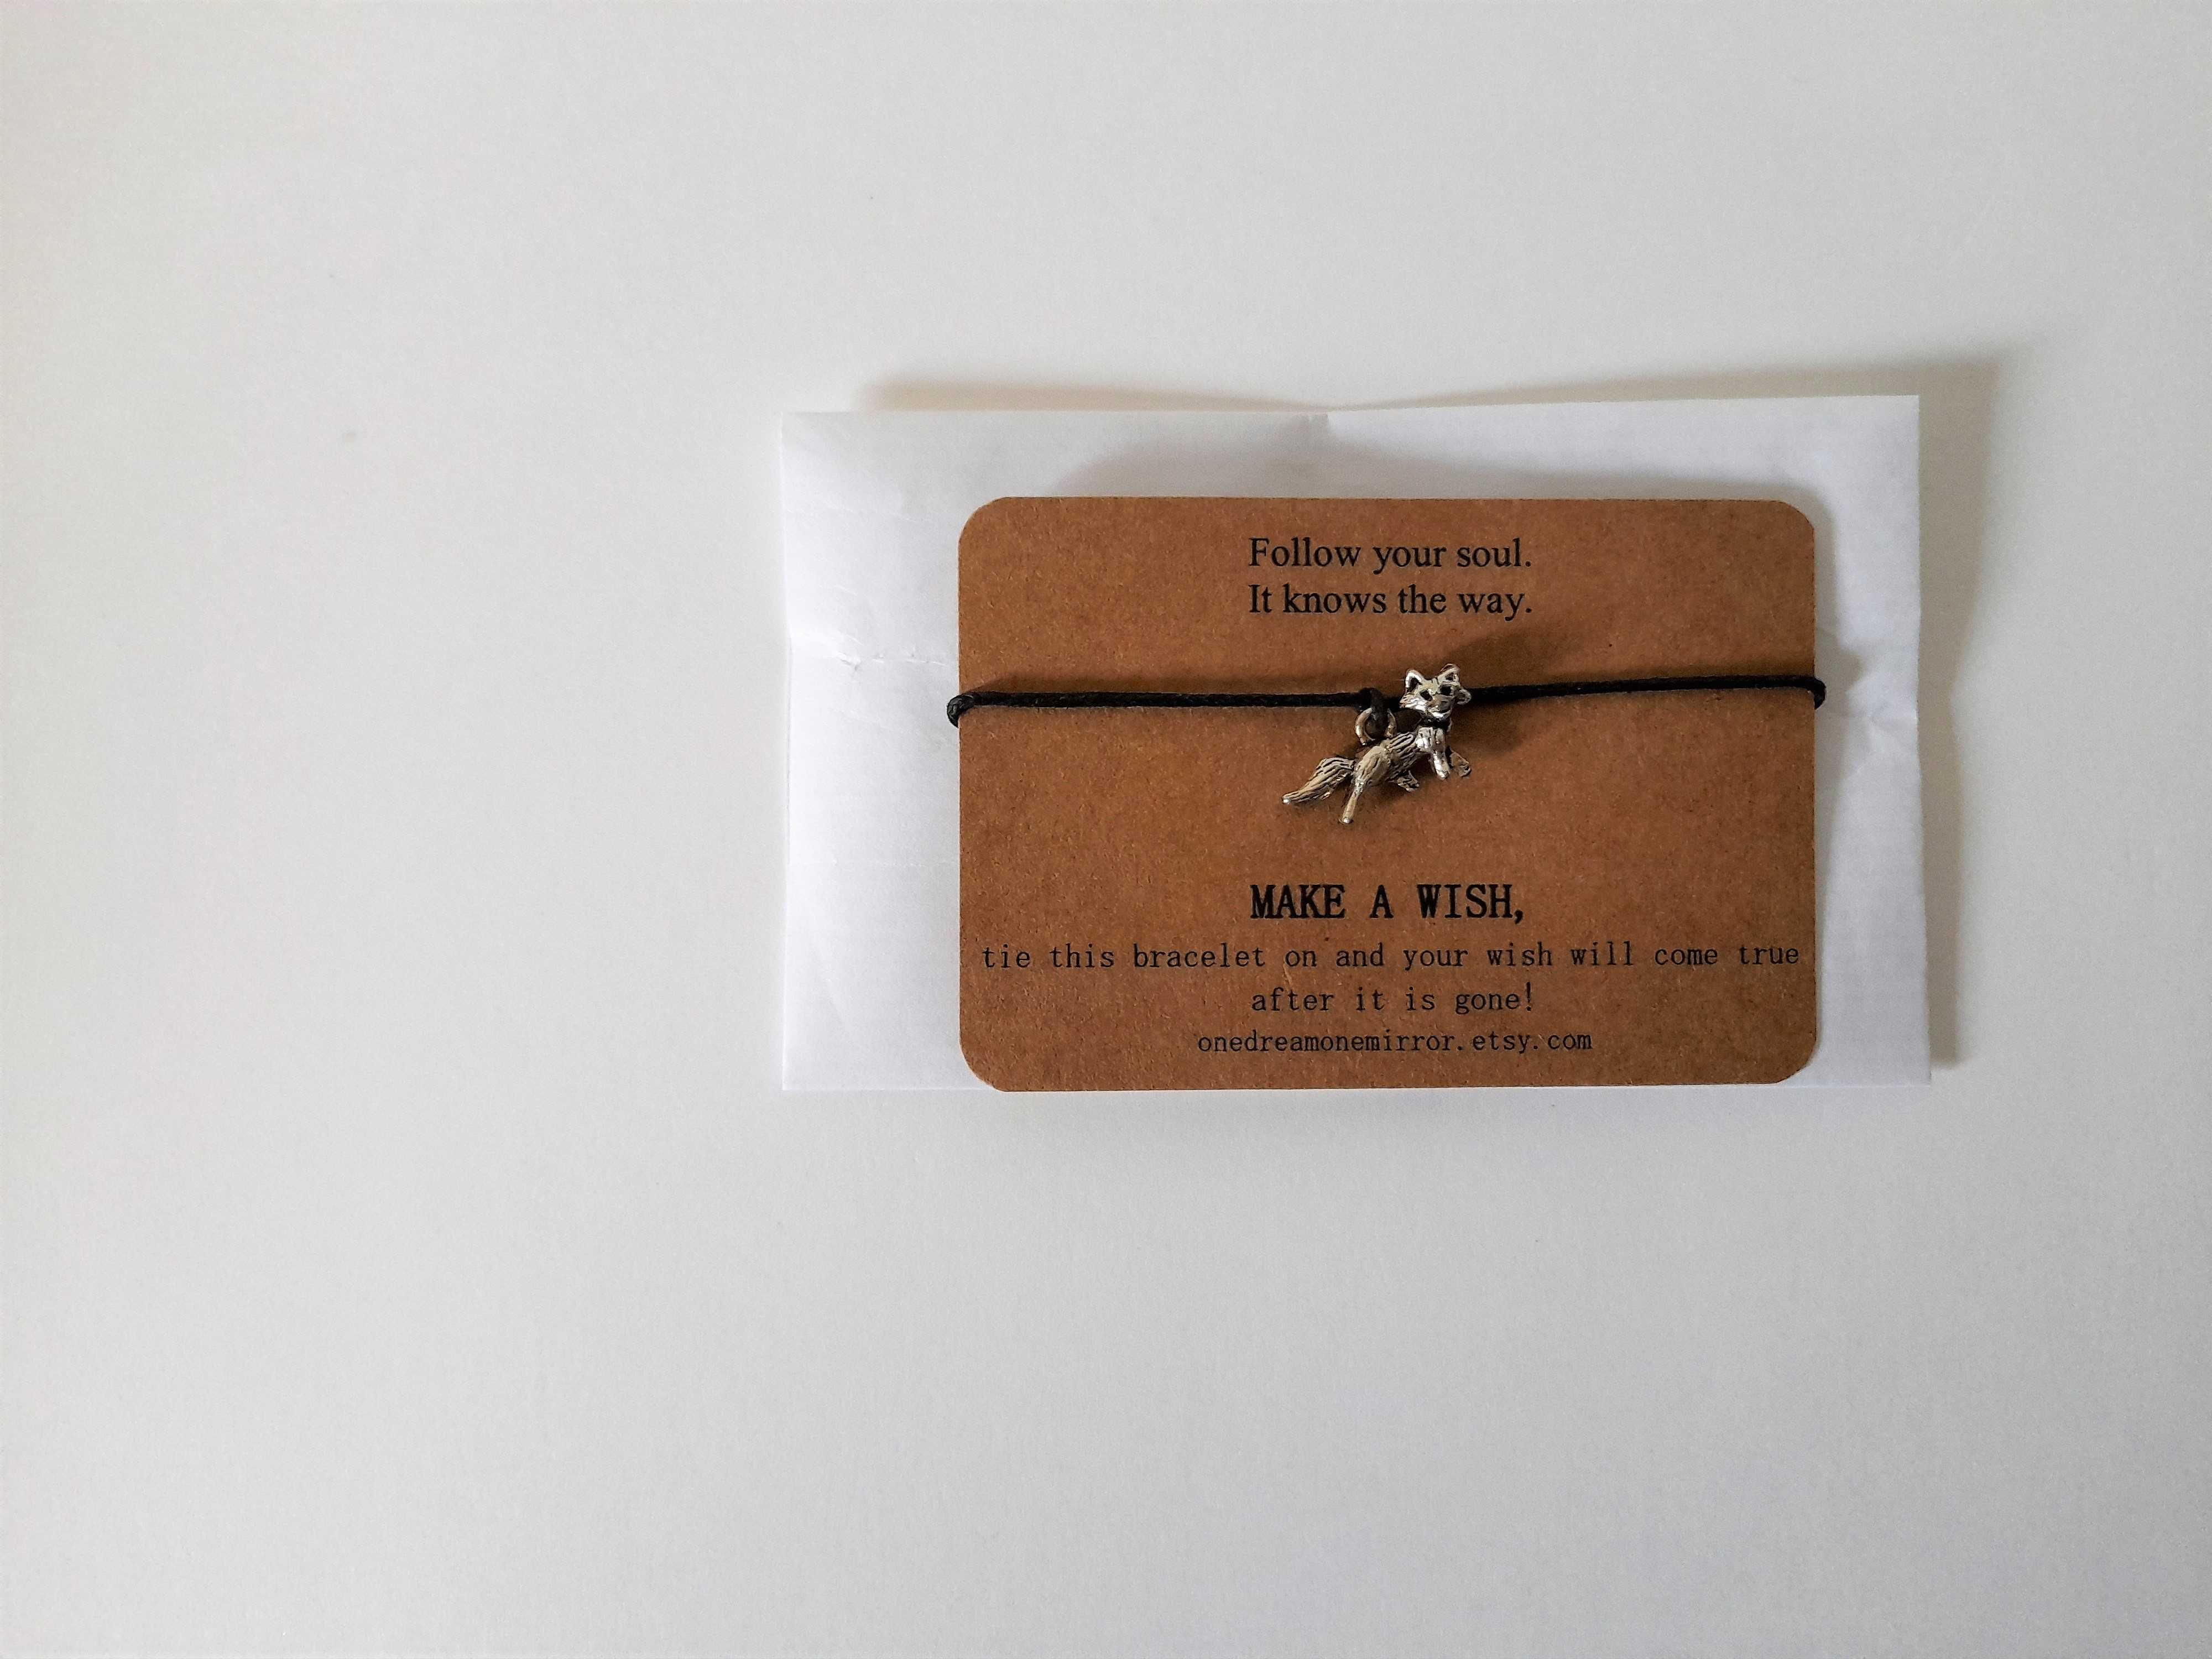 Follow your soul.
It knows the way.
MAKE A WISH,
tie this bracelet on and your wish will come true
after it is gone!
onedreamonemirror.etsy.com